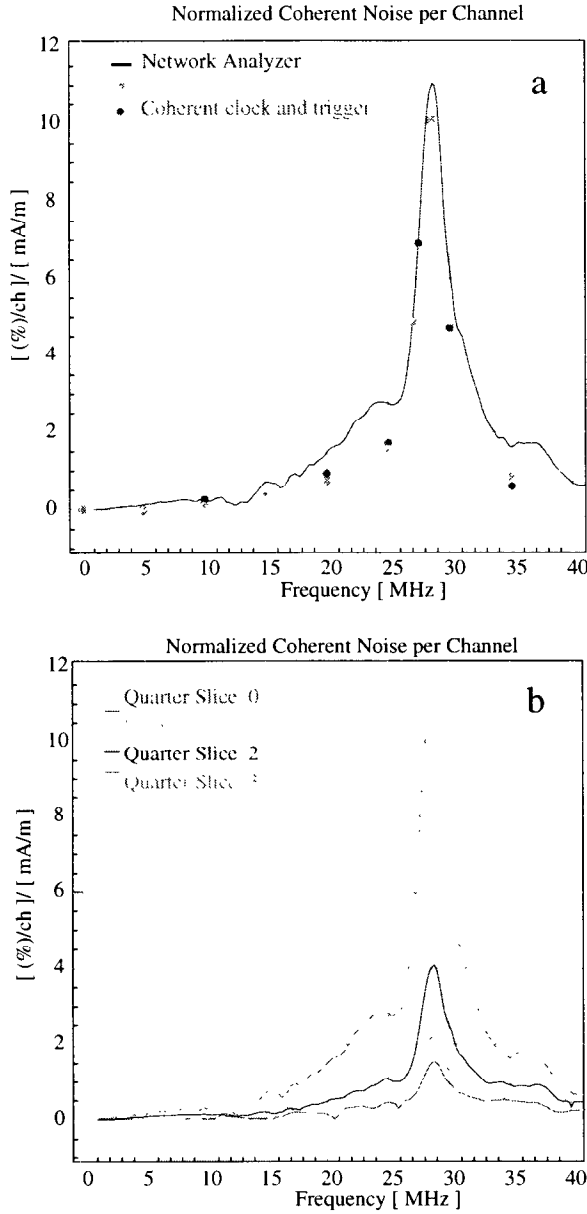 Normalized Coherent Noise per Channel
12
10
8
6
4
2
0
[ (%)/ch ]/ [ mA/m ]
Network Analyzer
Coherent clock and trigger
a
0 5 10 15 20 25 30 35 40
Frequency [ MHz ]
Normalized Coherent Noise per Channel
12
10
8
6
4
2
0
[ (%)/ch ]/ [ mA/m ]
Quarter Slice 0
Quarter Slice 2
Quarter Slice
b
0 5 10 15 20 25 30 35 40
Frequency [ MHz ]